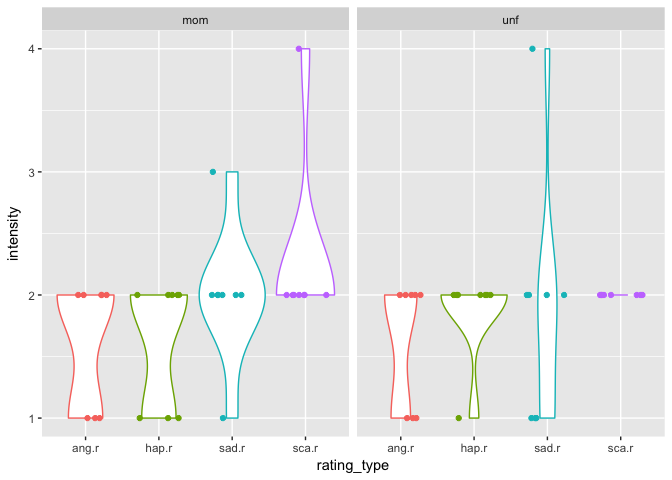 mom unf
4
3
2
1
intensity
ang.r hap.r sad.r sca.r ang.r hap.r sad.r sca.r
rating_type